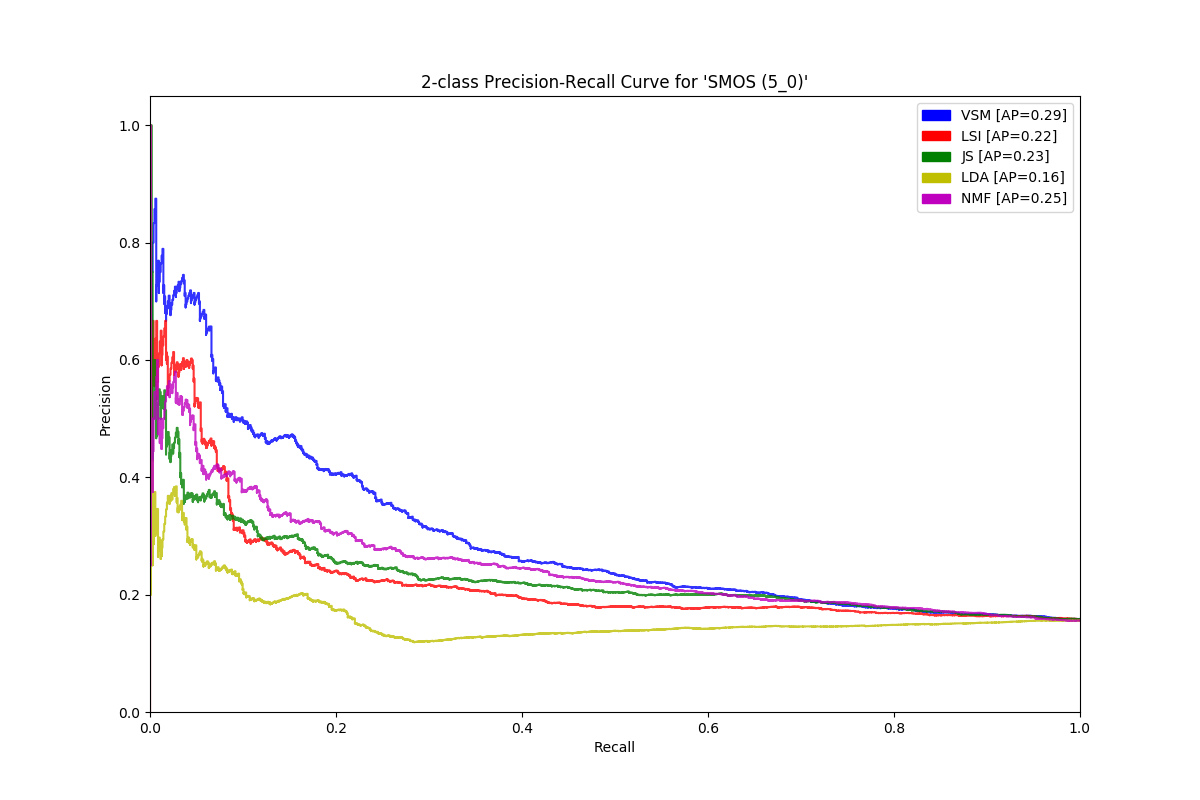 2-class Precision-Recall Curve for 'SMOS (5_0)'
VSM [AP=0.29]
LSI [AP=0.22]
JS [AP=0.23]
LDA [AP=0.16]
NMF [AP=0.25]
Precision
1.0
0.8
0.6
0.4
0.2
0.0
0.0 0.2 0.4 0.6 0.8 1.0
Recall